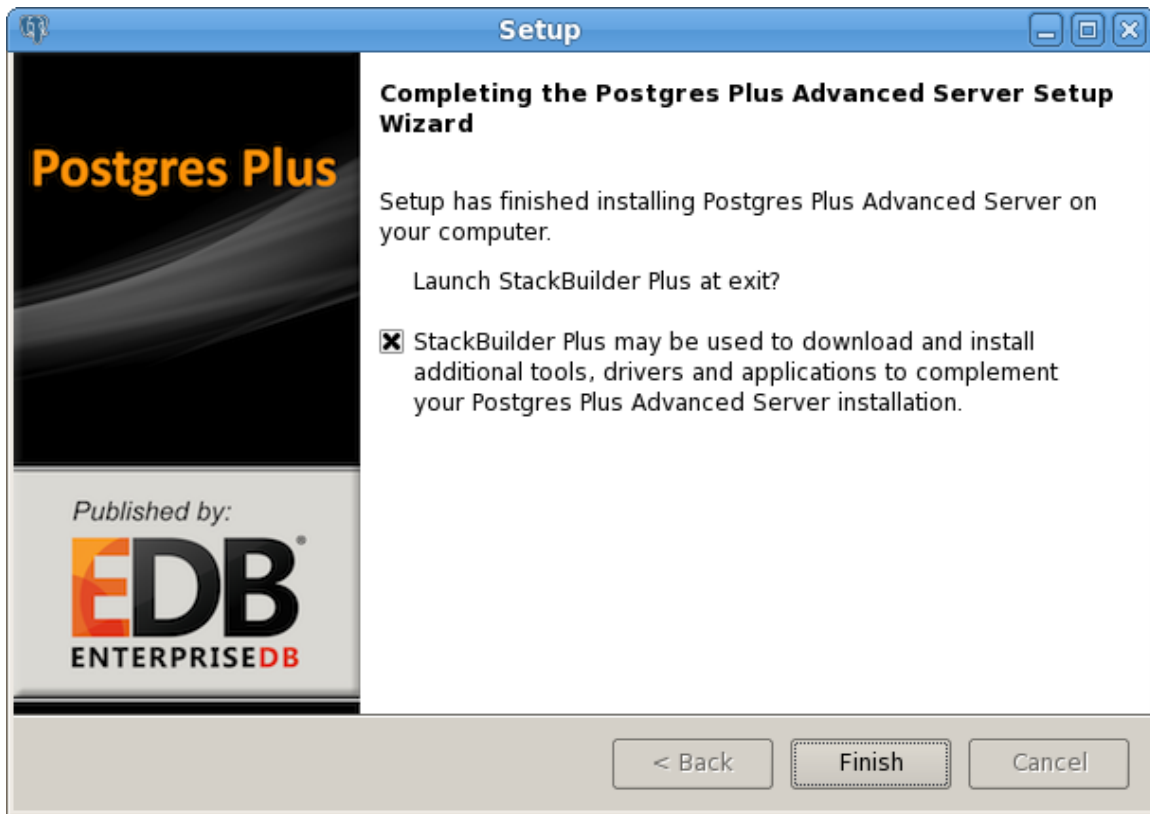 Setup
Postgres Plus
Published by:
EDB®
ENTERPRISEDB
Completing the Postgres Plus Advanced Server Setup
Wizard
Setup has finished installing Postgres Plus Advanced Server on
your computer.
Launch StackBuilder Plus at exit?
StackBuilder Plus may be used to download and install
additional tools, drivers and applications to complement
your Postgres Plus Advanced Server installation.
< Back
Finish
Cancel